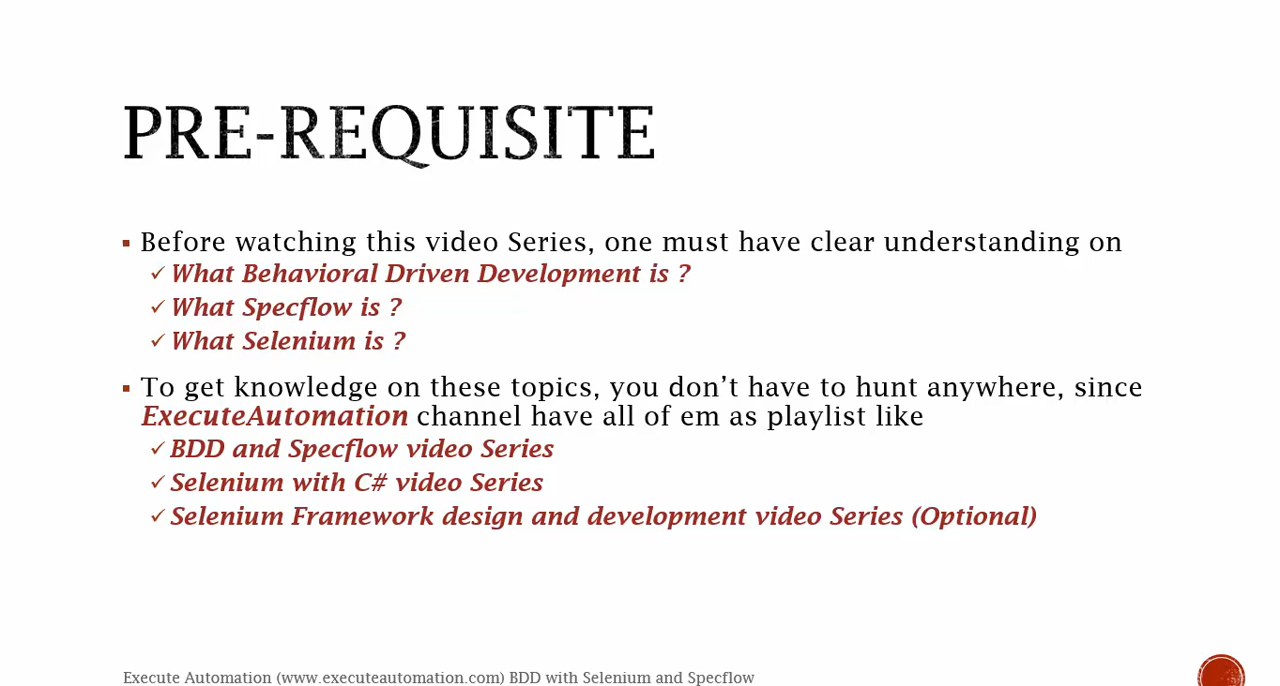 PRE-REQUISITE
Before watching this video Series, one must have clear understanding on
What Behavioral Driven Development is ?
What Specflow is ?
What Selenium is ?
To get knowledge on these topics, you don’t have to hunt anywhere, since
ExecuteAutomation channel have all of em as playlist like
BDD and Specflow video Series
Selenium with C# video Series
Selenium Framework design and development video Series (Optional)
Execute Automation (www.executeautomation.com) BDD with Selenium and Specflow